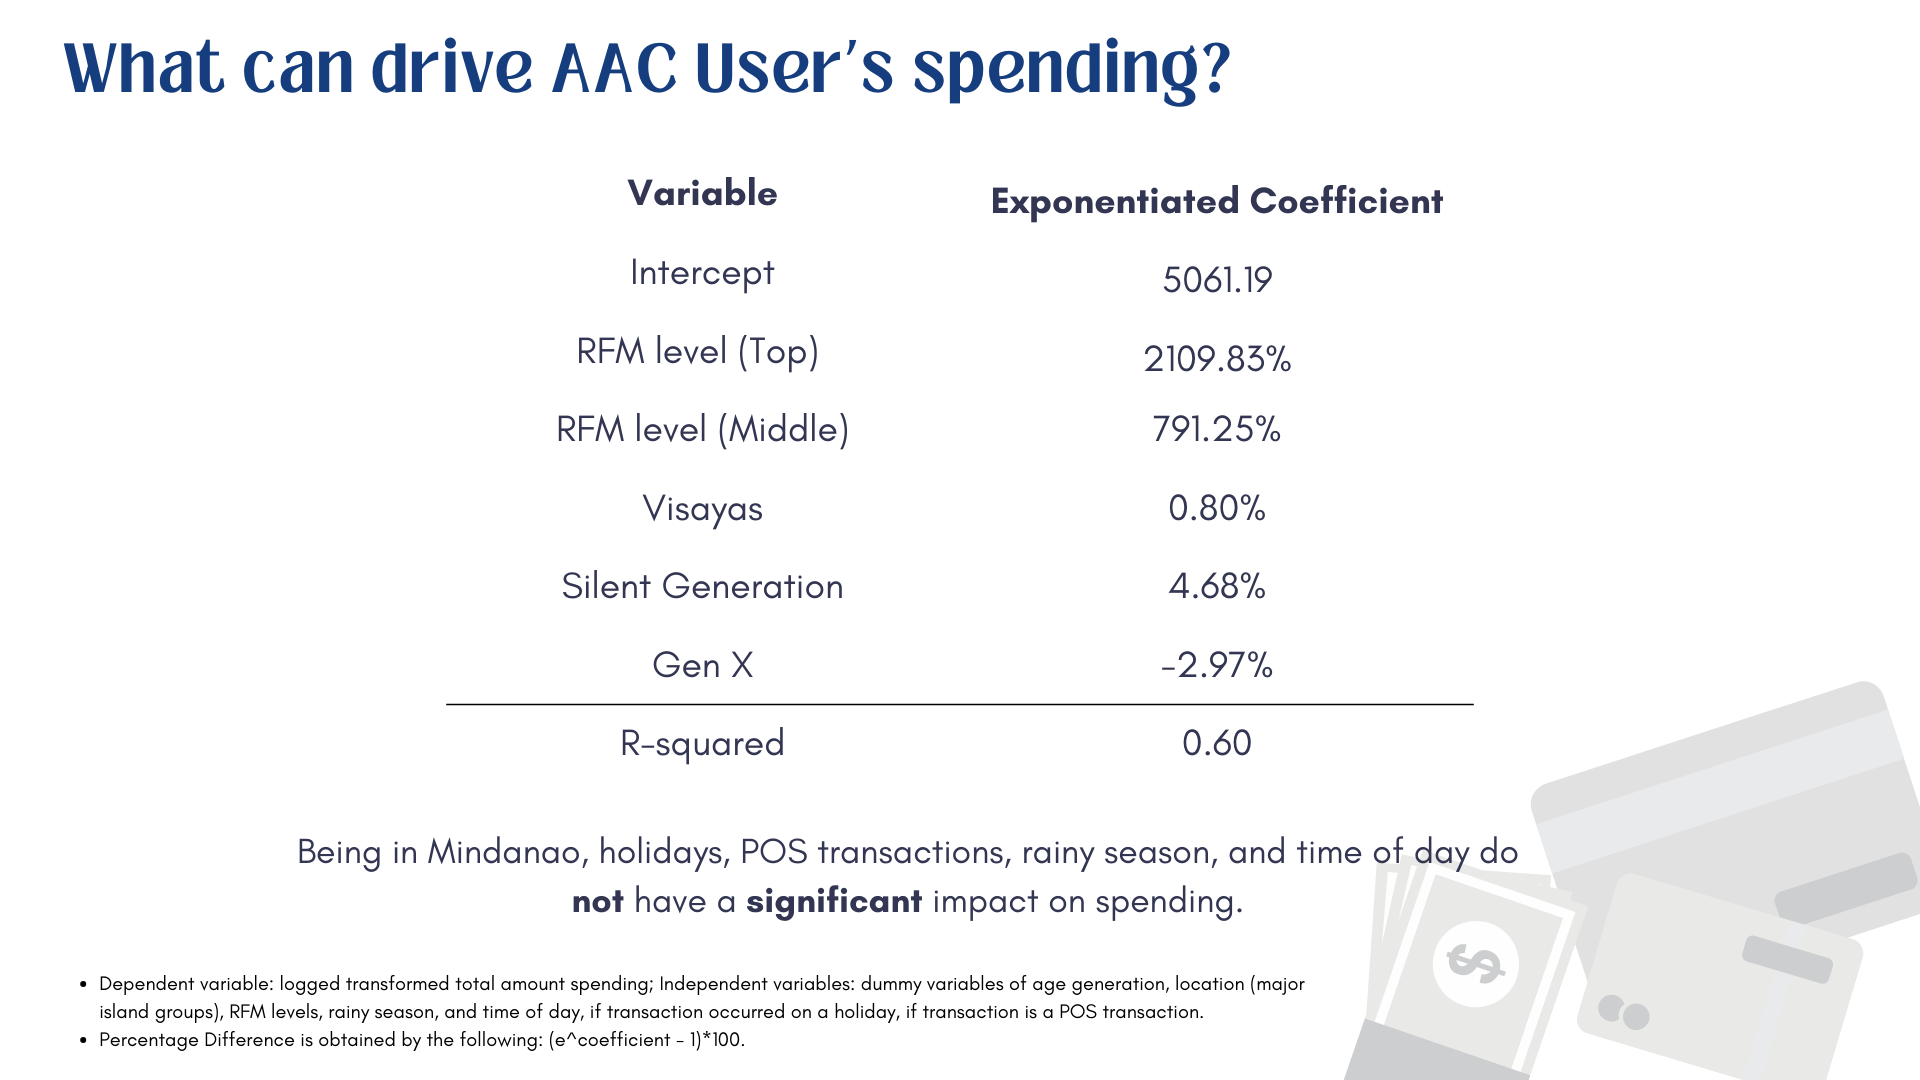 What can drive AAC User's spending?
Variable Exponentiated Coefficient
Intercept 5061.19
RFM level (Top) 2109.83%
RFM level (Middle) 791.25%
Visayas 0.80%
Silent Generation 4.68%
Gen X -2.97%
R-squared 0.60
Being in Mindanao, holidays, POS transactions, rainy season, and time of day do
not have a significant impact on spending.
• Dependent variable: logged transformed total amount spending; Independent variables: dummy variables of age generation, location (major
island groups), RFM levels, rainy season, and time of day, if transaction occurred on a holiday, if transaction is a POS transaction.
• Percentage Difference is obtained by the following: (e^coefficient - 1)*100.
$